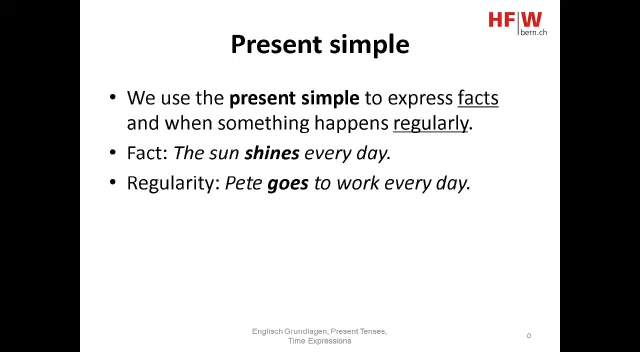 HFW
bern.ch
Present simple
• We use the present simple to express facts
and when something happens regularly.
• Fact: The sun shines every day.
• Regularity: Pete goes to work every day.
Englisch Grundlagen, Present Tenses,
Time Expressions
0